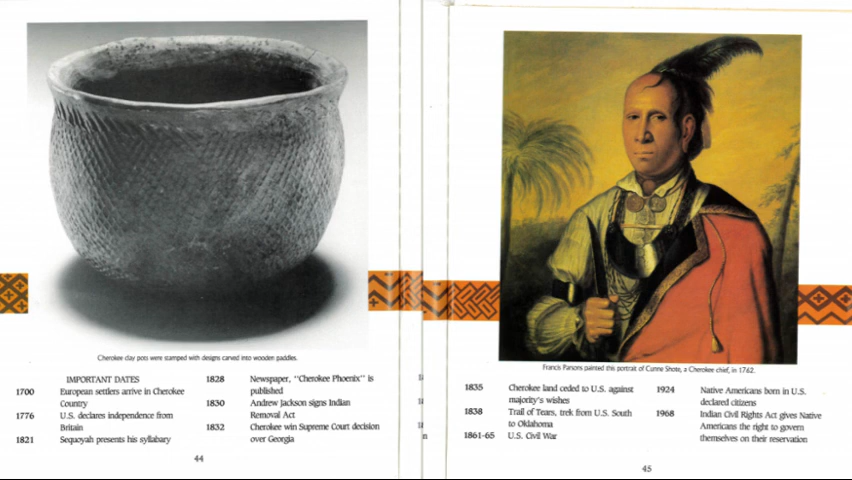 Cherokee clay pots were stamped with designs carved into wooden paddles.
IMPORTANT DATES
1700 European settlers arrive in Cherokee
Country
1776 U.S. declares independence from
Britain
1821 Sequoyah presents his syllabary
1828 Newspaper, "Cherokee Phoenix" is
published
1830 Andrew Jackson signs Indian
Removal Act
1832 Cherokee win Supreme Court decision
over Georgia
44
Francis Parsons painted this portrait of Cunne Shote, a Cherokee chief, in 1762.
1835 Cherokee land ceded to U.S. against
majority's wishes
1838 Trail of Tears, trek from U.S. South
to Oklahoma
1861-65 U.S. Civil War
1924 Native Americans born in U.S.
declared citizens
1968 Indian Civil Rights Act gives Native
Americans the right to govern
themselves on their reservation
45